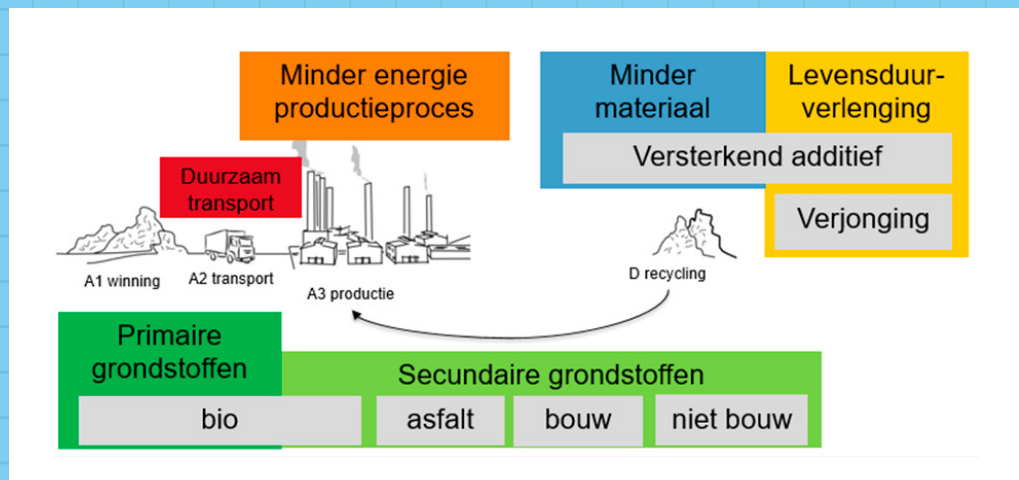 Minder energie
productieproces
Minder
materiaal
Levensduur-
verlenging
Versterkend additief
Verjonging
Duurzaam
transport
A1 winning
A2 transport
A3 productie
D recycling
Primaire
grondstoffen
Secundaire grondstoffen
bio
asfalt
bouw
niet bouw